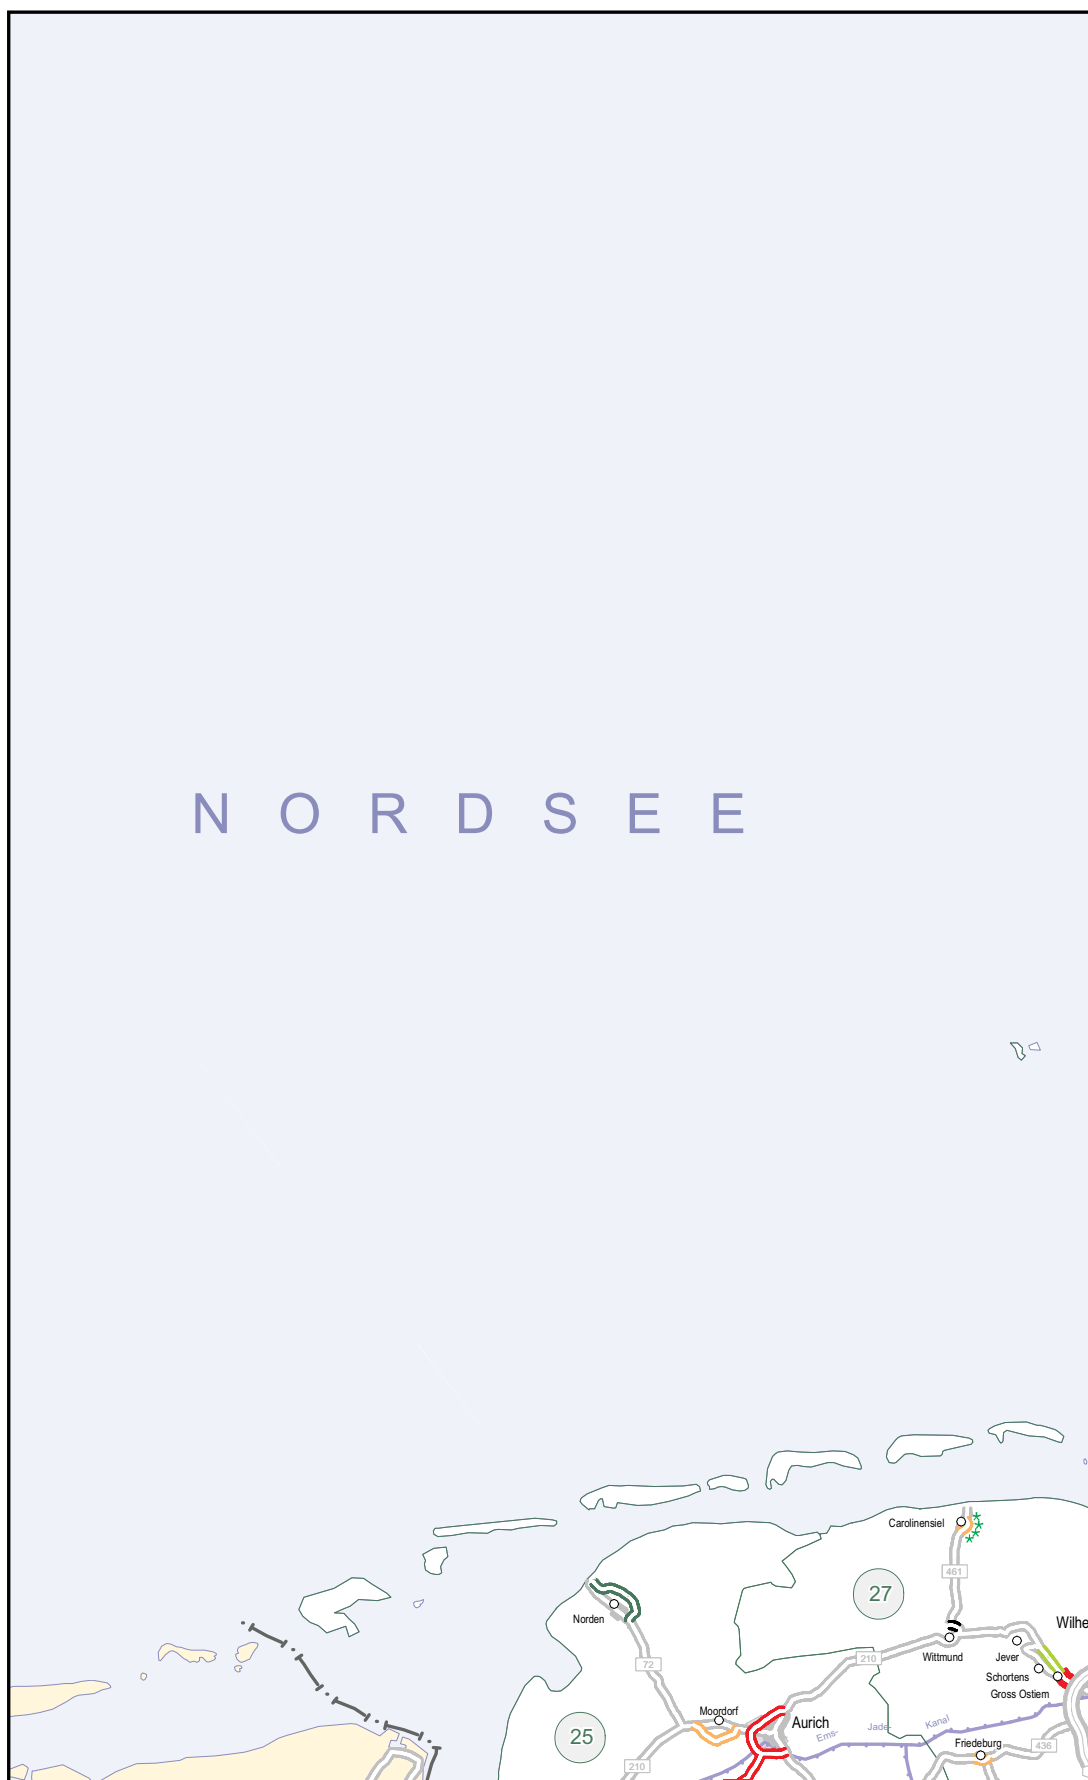 NORDSEE
Carolinensiel
461
27
Norden
Wilhe
Wittmund
Jever
210
72
Schortens
Gross Ostiem
Moordorf
Aurich
Ems-
Jade-
Kanal
25
Friedeburg
436
210